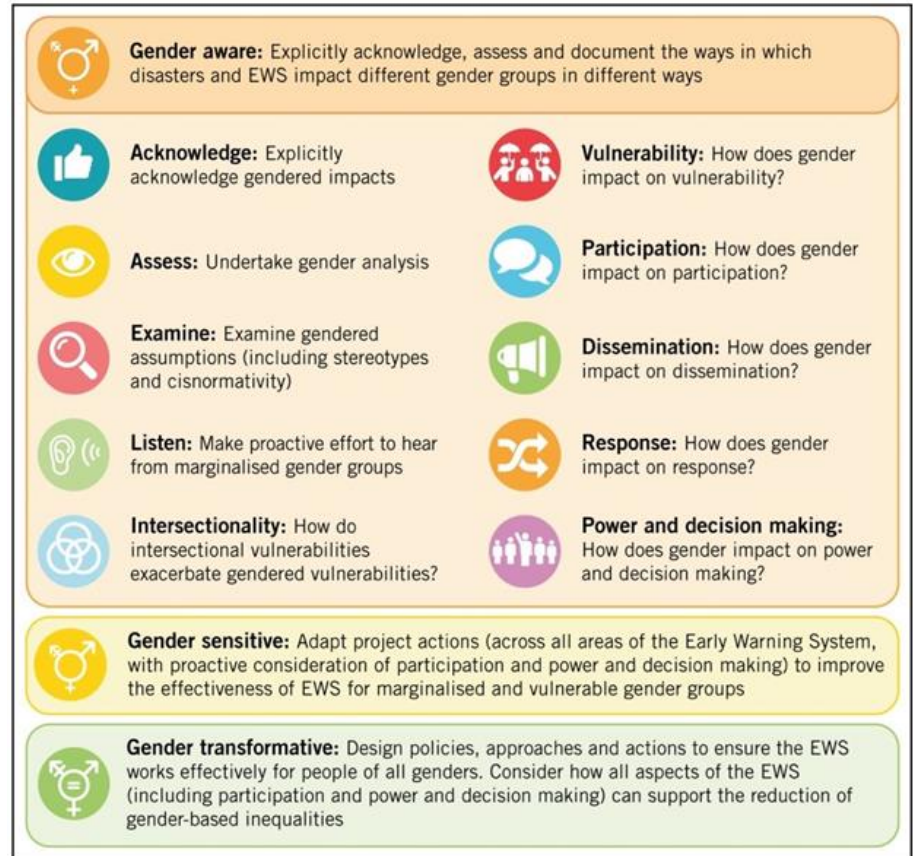 Gender aware: Explicitly acknowledge, assess and document the ways in which
disasters and EWS impact different gender groups in different ways
Acknowledge: Explicitly
acknowledge gendered impacts
Assess: Undertake gender analysis
Examine: Examine gendered
assumptions (including stereotypes
and cisnormativity)
Listen: Make proactive effort to hear
from marginalised gender groups
Intersectionality: How do
intersectional vulnerabilities
exacerbate gendered vulnerabilities?
Vulnerability: How does gender
impact on vulnerability?
Participation: How does gender
impact on participation?
Dissemination: How does gender
impact on dissemination?
Response: How does gender
impact on response?
Power and decision making:
How does gender impact on power
and decision making?
Gender sensitive: Adapt project actions (across all areas of the Early Warning System,
with proactive consideration of participation and power and decision making) to improve
the effectiveness of EWS for marginalised and vulnerable gender groups
Gender transformative: Design policies, approaches and actions to ensure the EWS
works effectively for people of all genders. Consider how all aspects of the EWS
(including participation and power and decision making) can support the reduction of
gender-based inequalities